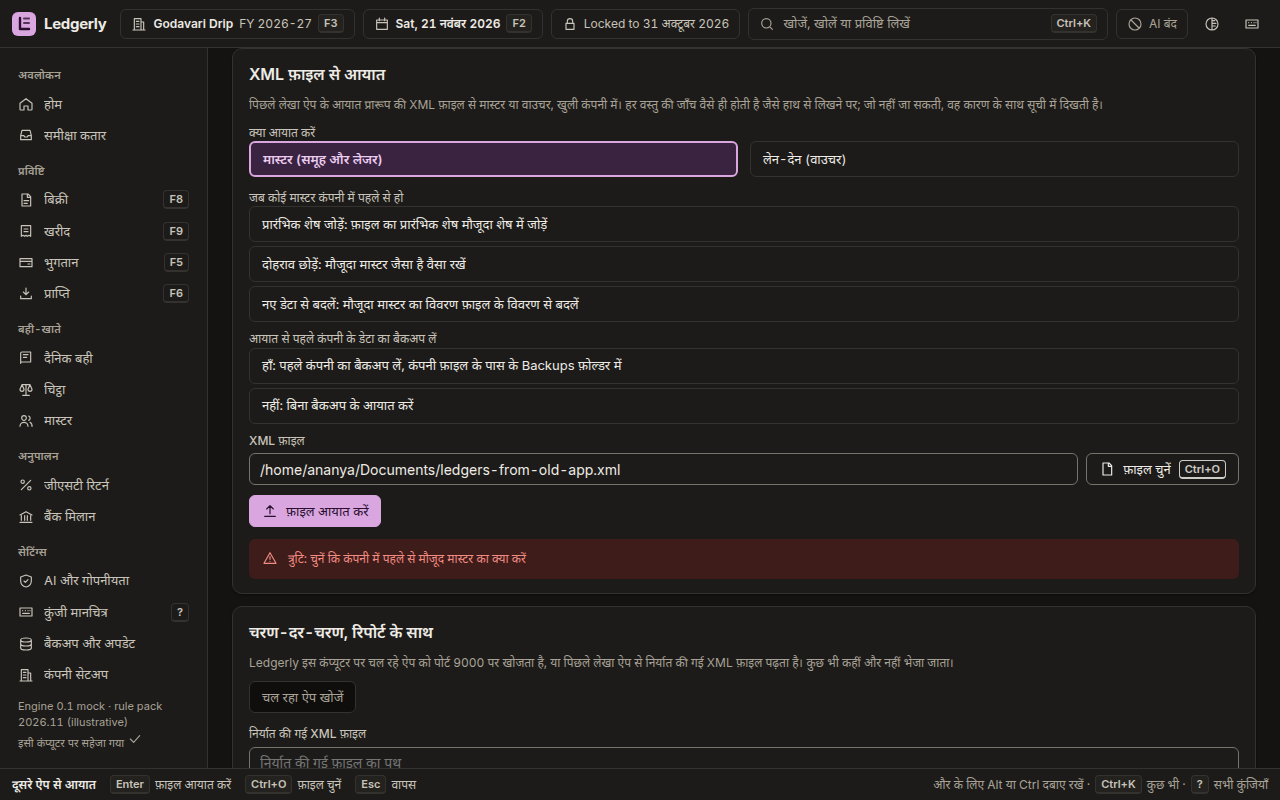 Ledgerly
Godavari Drip FY 2026-27 F3
Sat, 21 नवंबर 2026 F2
Locked to 31 अक्टूबर 2026
खोजें, खोलें या प्रविष्टि लिखें Ctrl+K
AI बंद
अवलोकन
होम
समीक्षा कतार
प्रविष्टि
बिक्री F8
खरीद F9
भुगतान F5
प्राप्ति F6
बही-खाते
दैनिक बही
चिट्ठा
मास्टर
अनुपालन
जीएसटी रिटर्न
बैंक मिलान
सेटिंग्स
AI और गोपनीयता
कुंजी मानचित्र ?
बैकअप और अपडेट
कंपनी सेटअप
Engine 0.1 mock · rule pack
2026.11 (illustrative)
इसी कंप्यूटर पर सहेजा गया
XML फ़ाइल से आयात
पिछले लेखा ऐप के आयात प्रारूप की XML फ़ाइल से मास्टर या वाउचर, खुली कंपनी में। हर वस्तु की जाँच वैसे ही होती है जैसे हाथ से लिखने पर; जो नहीं जा सकती, वह कारण के साथ सूची में दिखती है।
क्या आयात करें
मास्टर (समूह और लेजर)
लेन-देन (वाउचर)
जब कोई मास्टर कंपनी में पहले से हो
प्रारंभिक शेष जोड़ें: फ़ाइल का प्रारंभिक शेष मौजूदा शेष में जोड़ें
दोहराव छोड़ें: मौजूदा मास्टर जैसा है वैसा रखें
नए डेटा से बदलें: मौजूदा मास्टर का विवरण फ़ाइल के विवरण से बदलें
आयात से पहले कंपनी के डेटा का बैकअप लें
हाँ: पहले कंपनी का बैकअप लें, कंपनी फ़ाइल के पास के Backups फ़ोल्डर में
नहीं: बिना बैकअप के आयात करें
XML फ़ाइल
/home/ananya/Documents/ledgers-from-old-app.xml
फ़ाइल चुनें Ctrl+O
फ़ाइल आयात करें
त्रुटि: चुनें कि कंपनी में पहले से मौजूद मास्टर का क्या करें
चरण-दर-चरण, रिपोर्ट के साथ
Ledgerly इस कंप्यूटर पर चल रहे ऐप को पोर्ट 9000 पर खोजता है, या पिछले लेखा ऐप से निर्यात की गई XML फ़ाइल पढ़ता है। कुछ भी कहीं और नहीं भेजा जाता।
चल रहा ऐप खोजें
निर्यात की गई XML फ़ाइल
निर्यात की गई फ़ाइल का पथ
दूसरे ऐप से आयात Enter फ़ाइल आयात करें Ctrl+O फ़ाइल चुनें Esc वापस
और के लिए Alt या Ctrl दबाए रखें · Ctrl+K कुछ भी · ? सभी कुंजियाँ